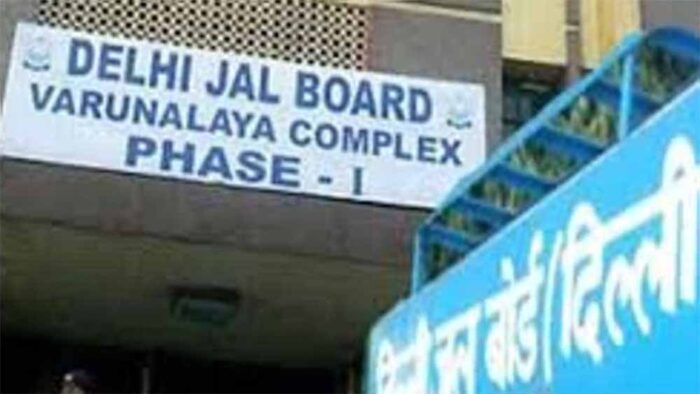 DELHI JAL BOARD
VARUNALAYA COMPLEX
PHASE - I
दिल्ली जल बोर्ड (दिल्ली